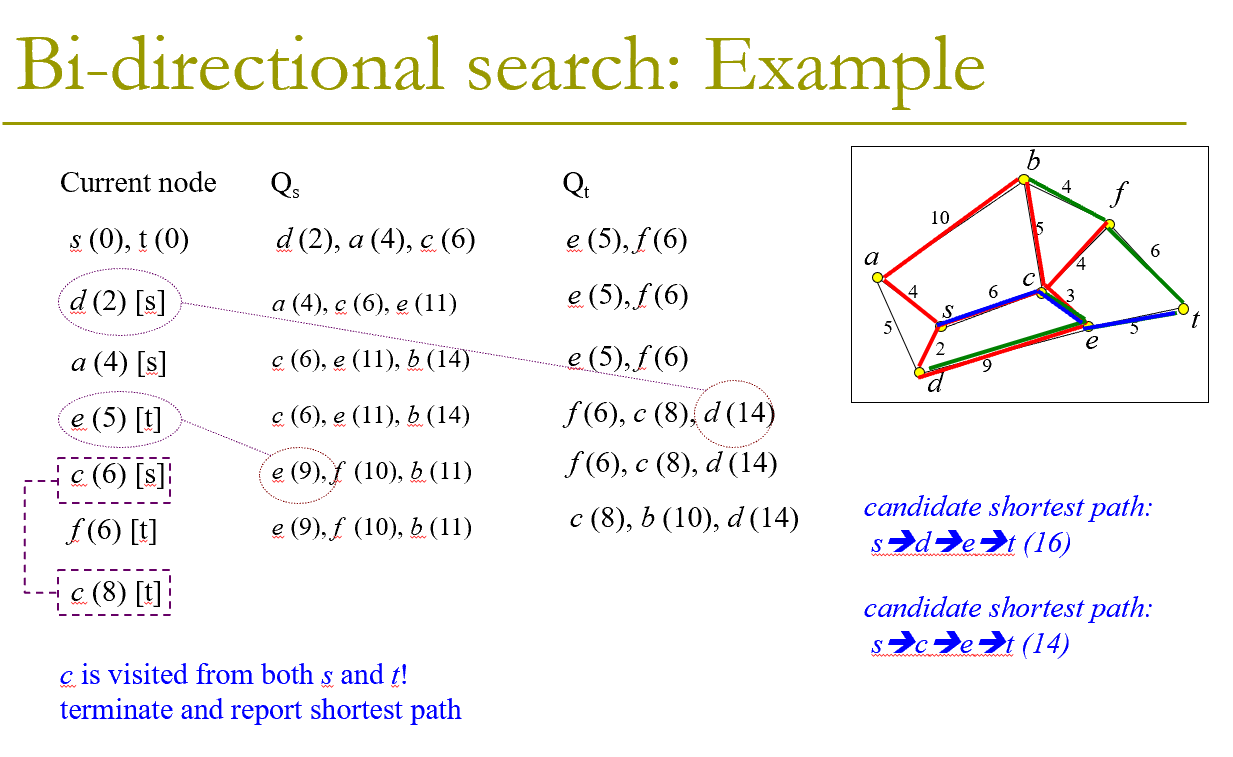 Bi-directional search: Example
Current node Qs Qt
s (0), t (0) d (2), a (4), c (6) e (5), f (6)
d (2) [s] a (4), c (6), e (11) e (5), f (6)
a (4) [s] c (6), e (11), b (14) e (5), f (6)
e (5) [t] c (6), e (11), b (14) f (6), c (8), d (14)
c (6) [s] e (9), f (10), b (11) f (6), c (8), d (14)
f (6) [t] e (9), f (10), b (11) c (8), b (10), d (14)
c (8) [t]
c is visited from both s and t!
terminate and report shortest path
b
4
f
10
5
4
6
a
c
4
6
3
s
t
5
2
5
e
9
d
candidate shortest path:
s➔d➔e➔t (16)
candidate shortest path:
s➔c➔e➔t (14)